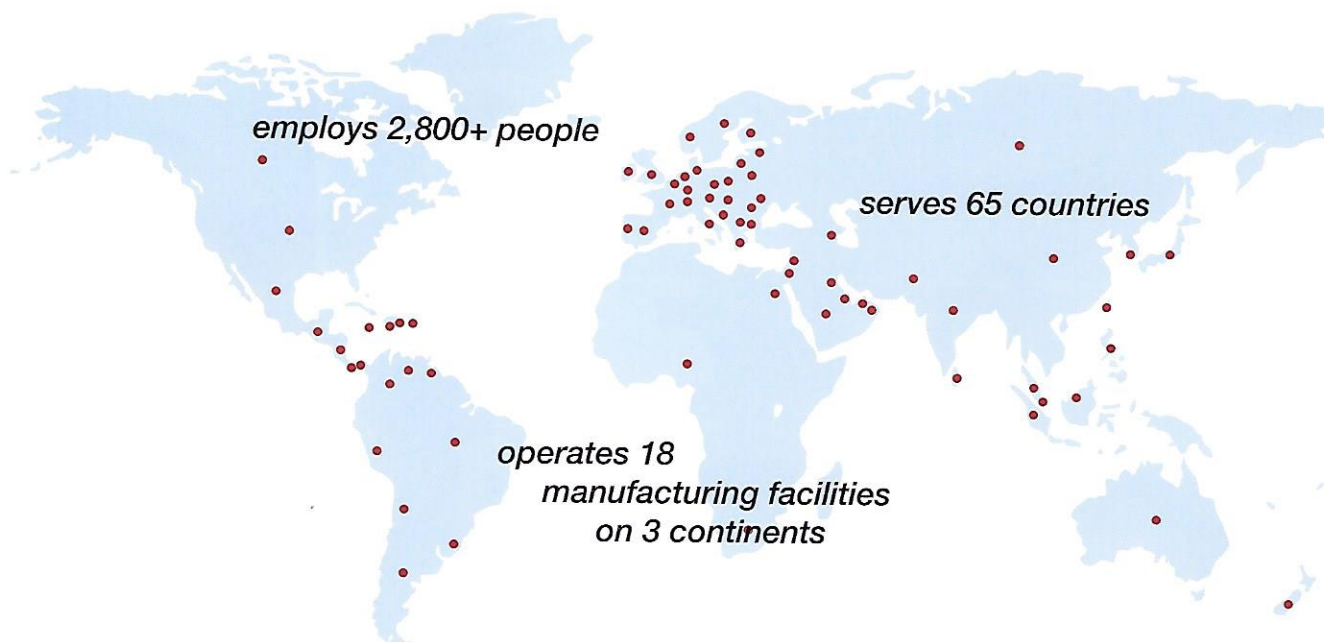 employs 2,800+ people
serves 65 countries
operates 18
manufacturing facilities
on 3 continents